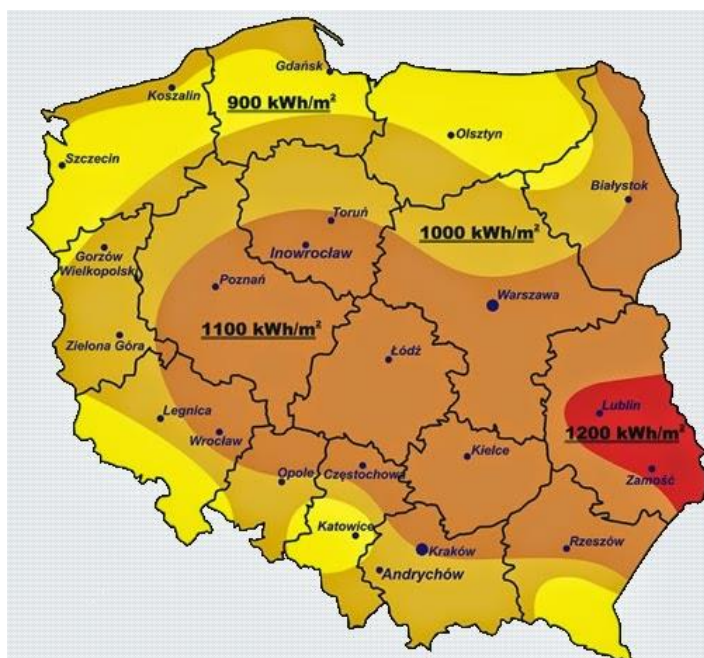 Gdańsk
Koszalin
900 kWh/m²
Olsztyn
Szczecin
Białystok
Toruń
1000 kWh/m²
Inowrocław
Gorzów
Wielkopolski
Poznań
Warszawa
1100 kWh/m²
Zielona Góra
Łódź
Legnica
Lublin
Wrocław
1200 kWh/m²
Kielce
Opole
Częstochowa
Zamość
Katowice
Kraków
Rzeszów
Andrychów